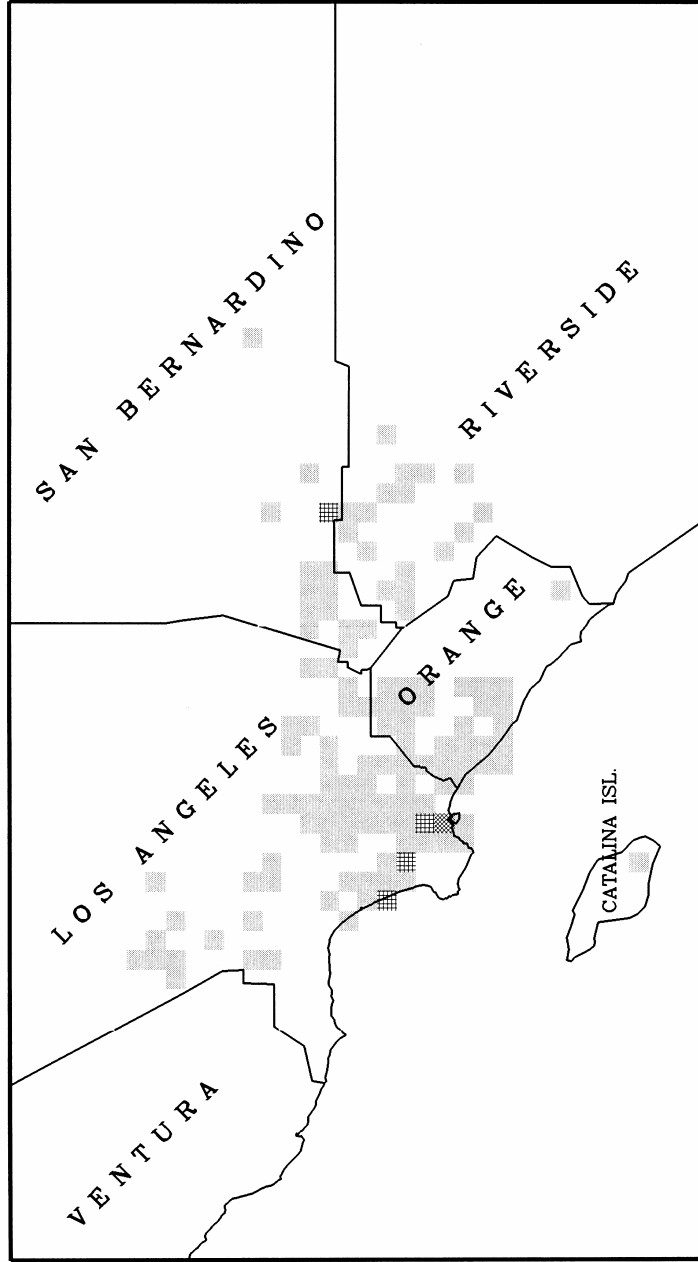 SAN BERNARDINO
RIVERSIDE
ORANGE
LOS ANGELES
CATALINA ISL.
VENTURA